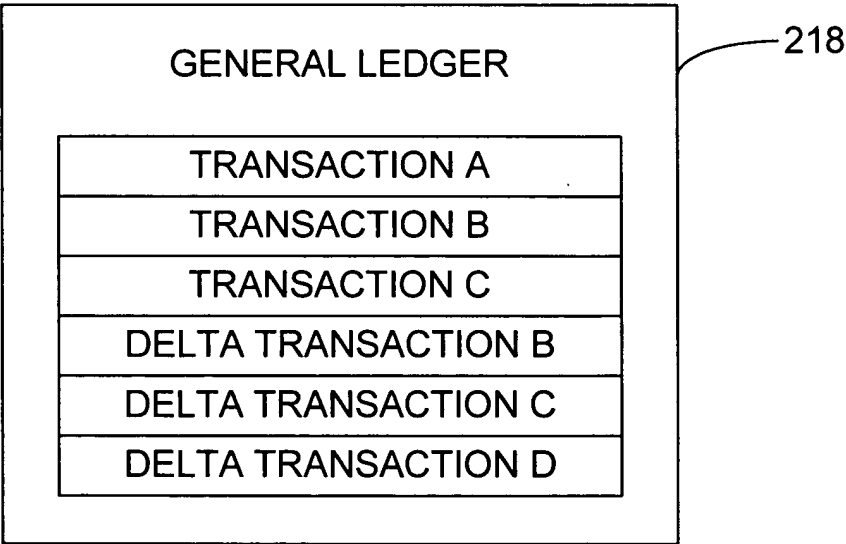 GENERAL LEDGER
218
TRANSACTION A
TRANSACTION B
TRANSACTION C
DELTA TRANSACTION B
DELTA TRANSACTION C
DELTA TRANSACTION D